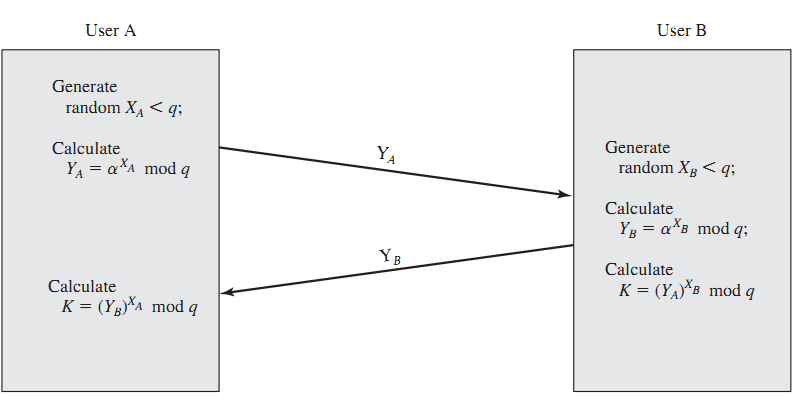 User A
Generate
random X_A < q;
Calculate
Y_A = α^{X_A} mod q
Calculate
K = (Y_B)^{X_A} mod q
Y_A
Y_B
User B
Generate
random X_B < q;
Calculate
Y_B = α^{X_B} mod q;
Calculate
K = (Y_A)^{X_B} mod q